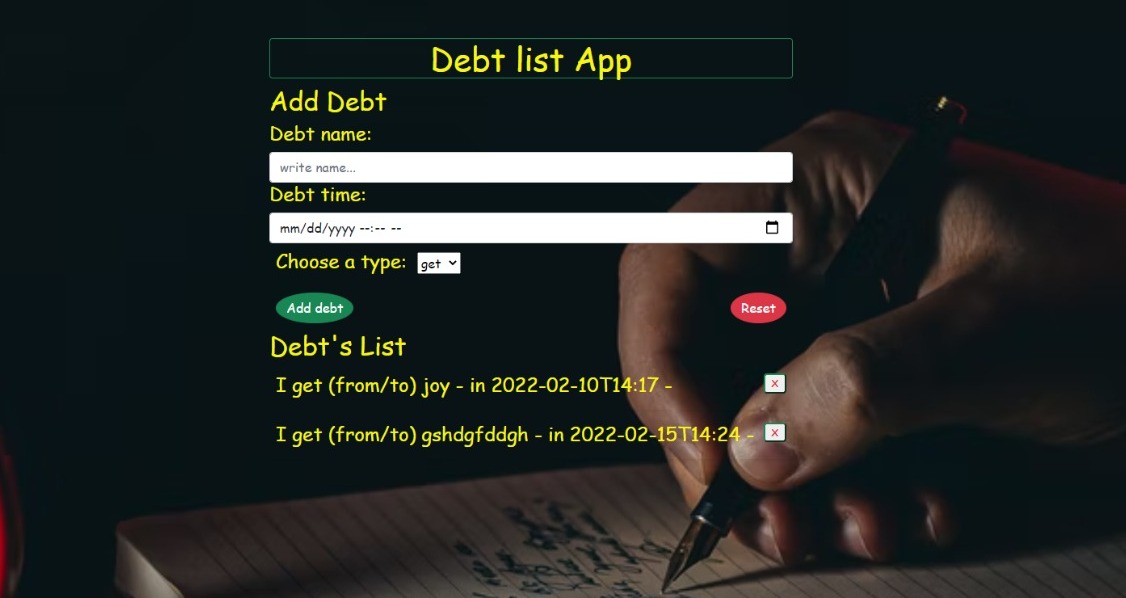 Debt list App
Add Debt
Debt name:
write name...
Debt time:
mm/dd/yyyy --:-- --
Choose a type: get
Add debt Reset
Debt's List
I get (from/to) joy - in 2022-02-10T14:17 - x
I get (from/to) gshdgfddgh - in 2022-02-15T14:24 - x